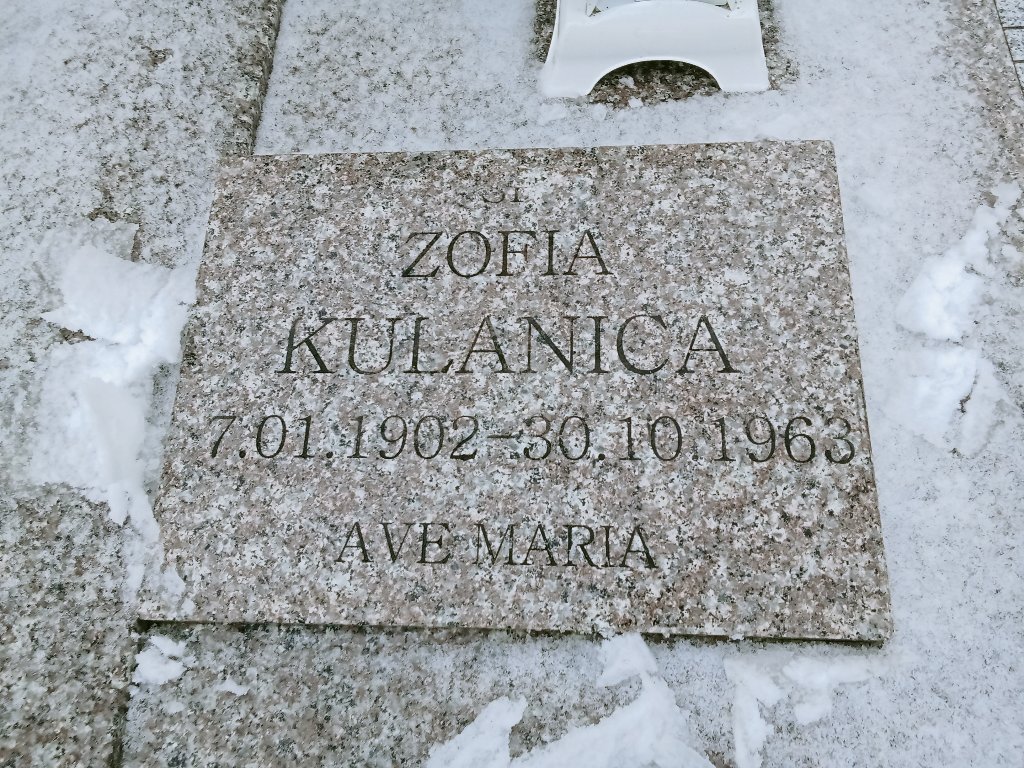 ZOFIA
KULANICA
7.01.1902-30.10.1963
AVE MARIA